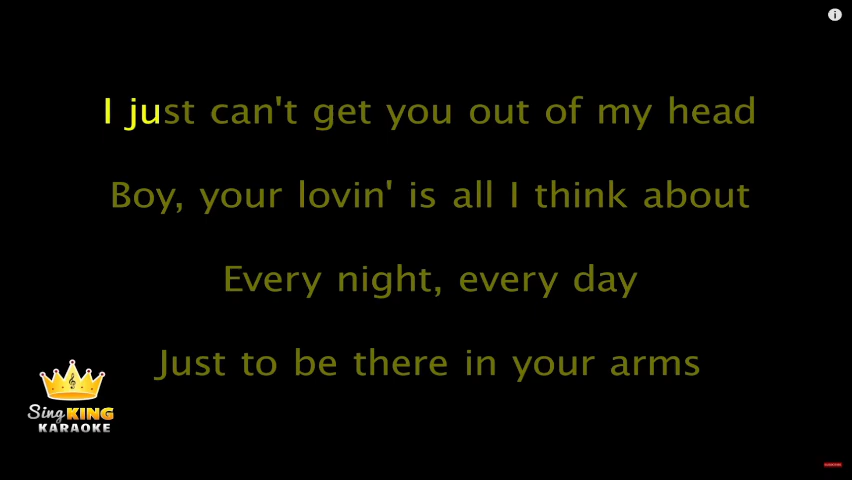 I just can't get you out of my head
Boy, your lovin' is all I think about
Every night, every day
Just to be there in your arms
Sing KING
KARAOKE